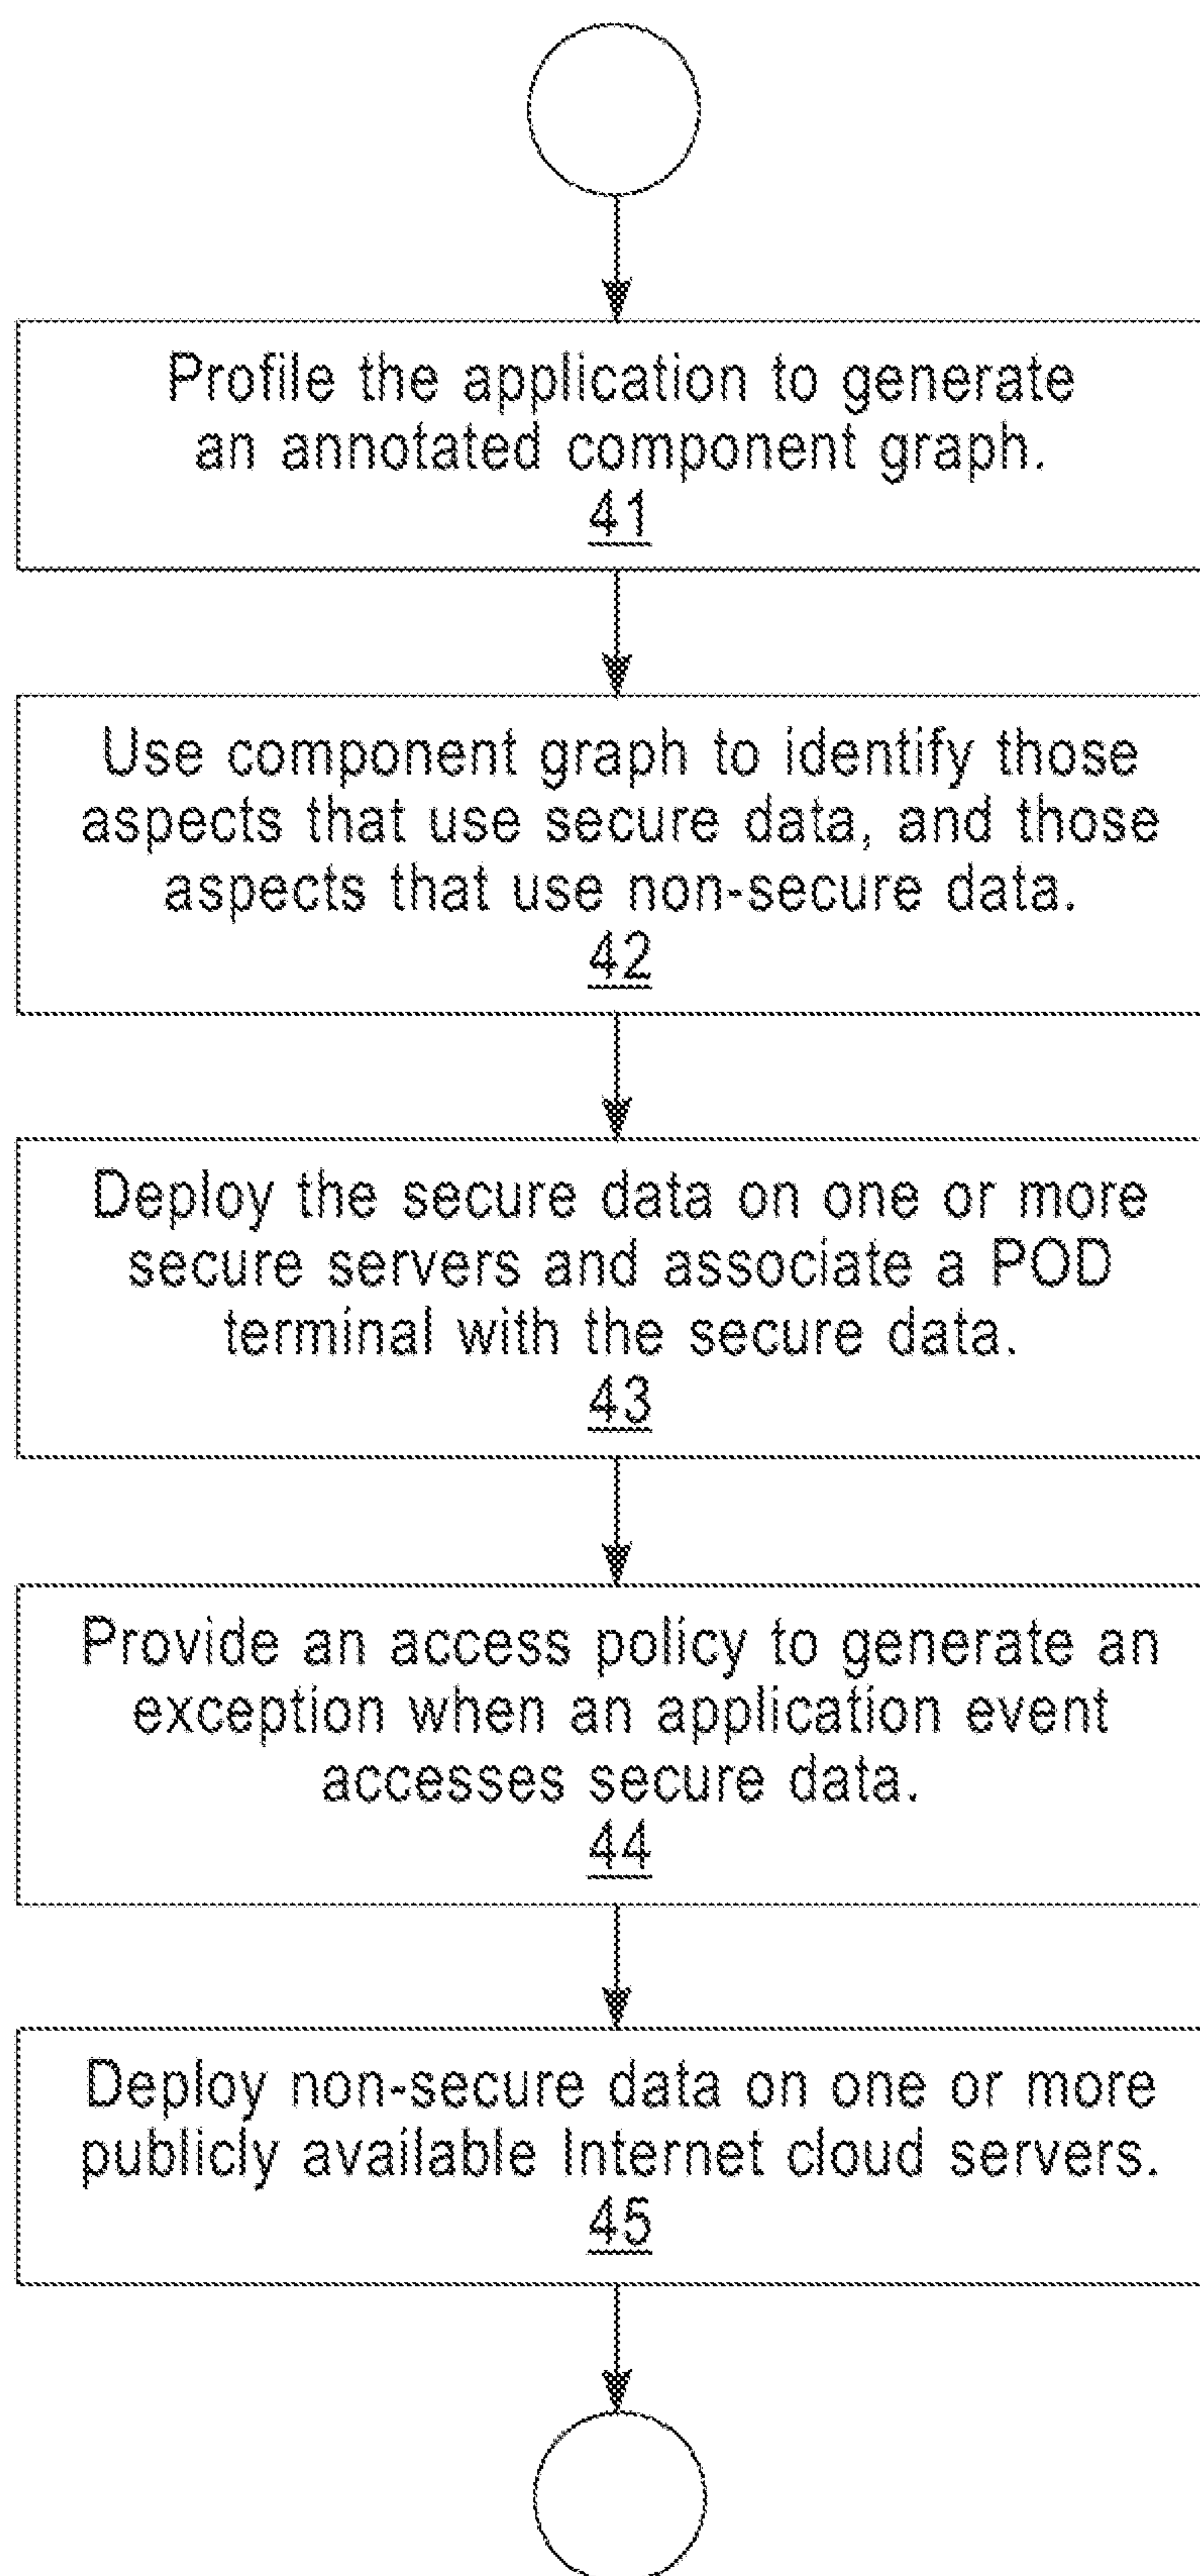 Profile the application to generate
an annotated component graph.
41
Use component graph to identify those
aspects that use secure data, and those
aspects that use non-secure data.
42
Deploy the secure data on one or more
secure servers and associate a POD
terminal with the secure data.
43
Provide an access policy to generate an
exception when an application event
accesses secure data.
44
Deploy non-secure data on one or more
publicly available Internet cloud servers.
45